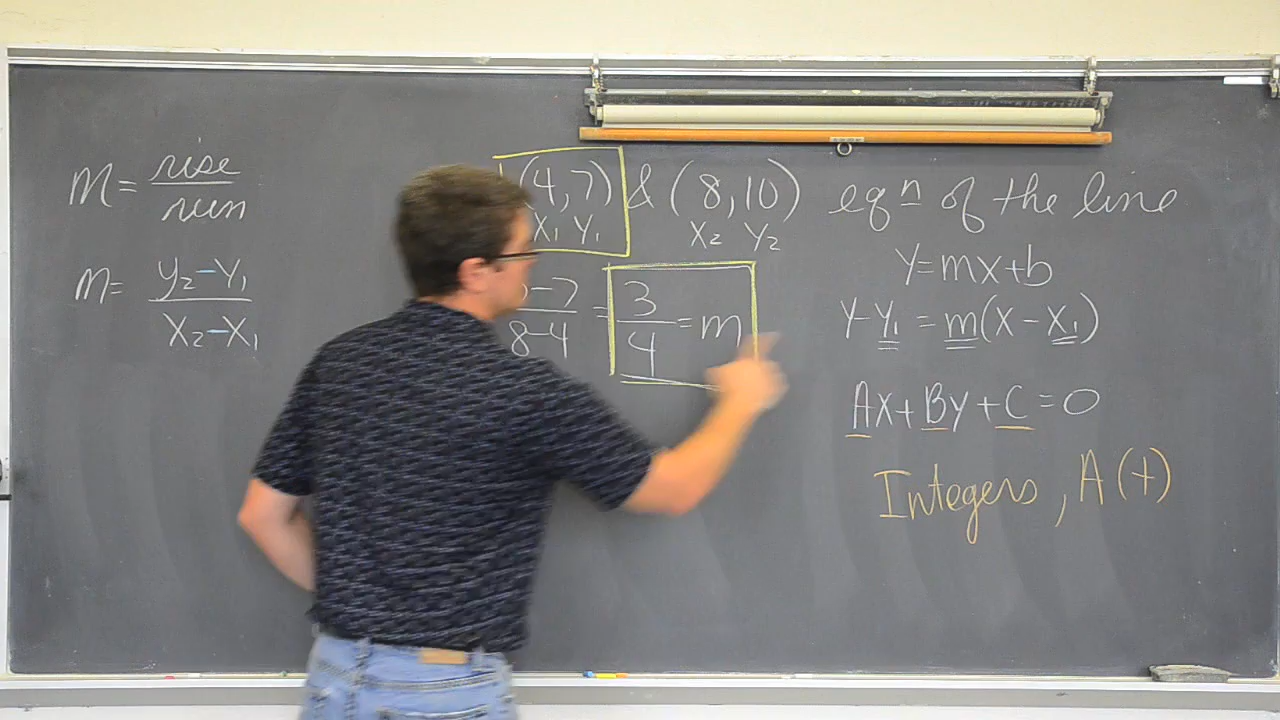 m = rise / run
m = y₂ - y₁ / x₂ - x₁
(4,7) & (8,10)
x₁ y₁ x₂ y₂
-7 / 8-4 = 3 / 4 = m
eqⁿ of the line
y = mx + b
y - y₁ = m(x - x₁)
Ax + By + C = 0
Integers, A (+)